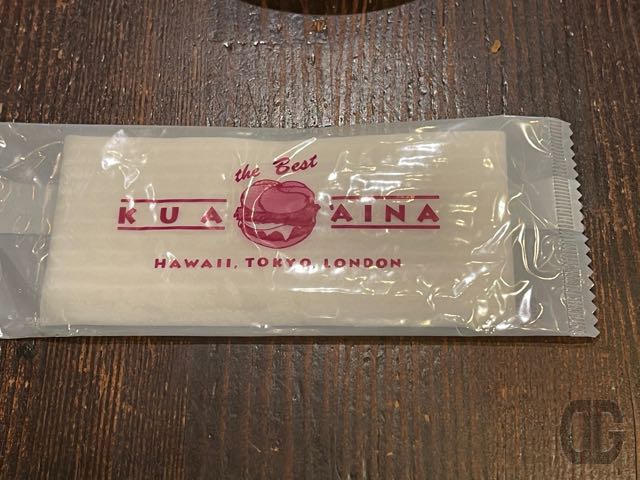 the Best
KUA 'AINA
HAWAII, TOKYO, LONDON